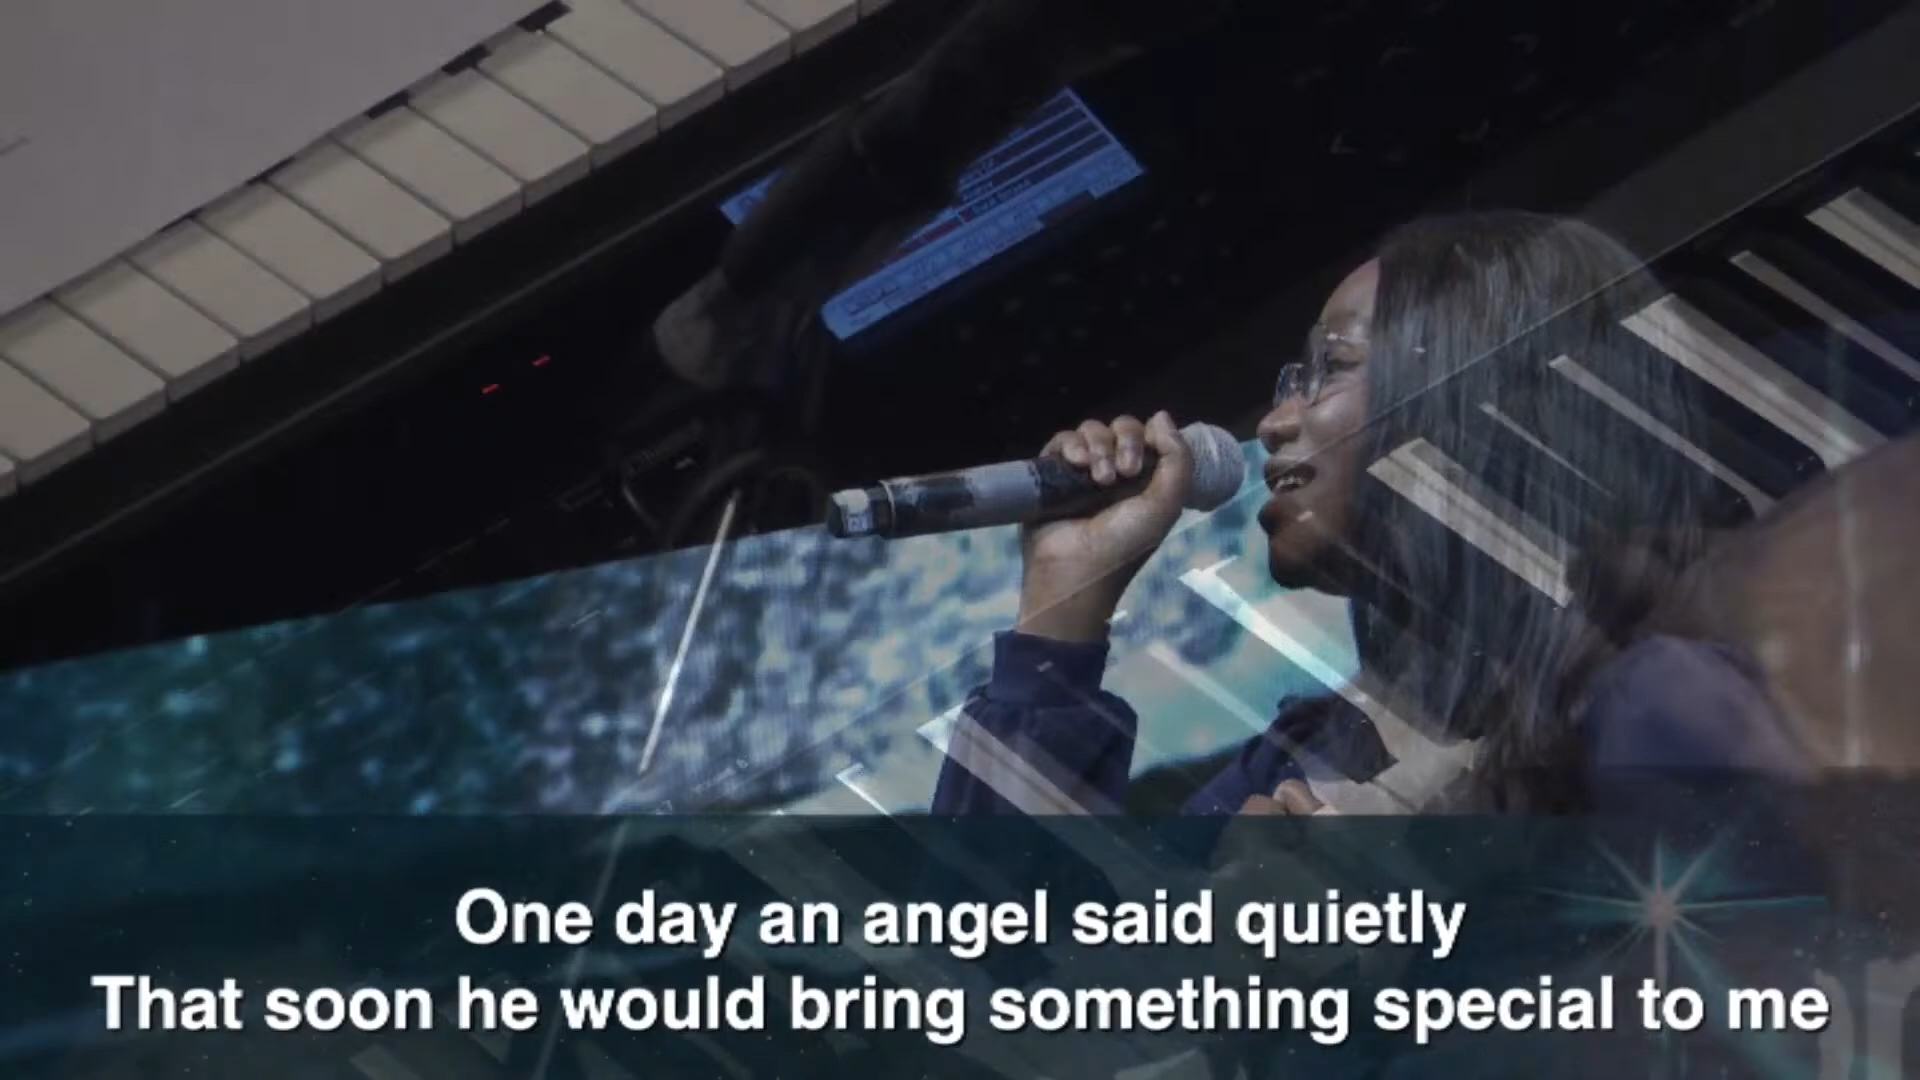 One day an angel said quietly
That soon he would bring something special to me